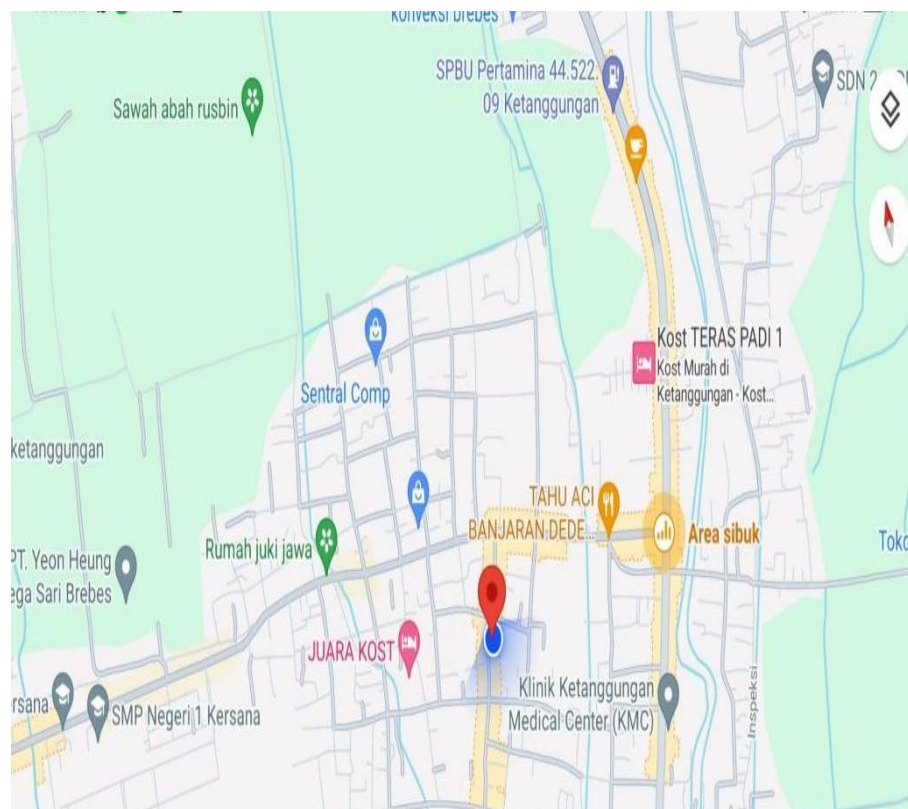 konveksi brebes
SPBU Pertamina 44.522.
09 Ketanggungan
SDN 2
Sawah abah rusbin
Kost TERAS PADI 1
Kost Murah di
Ketanggungan - Kost...
Sentral Comp
ketanggungan
TAHU ACI
BANJARAN DEDE...
Area sibuk
Toko
Rumah juki jawa
PT. Yeon Heung
ega Sari Brebes
JUARA KOST
Klinik Ketanggungan
Medical Center (KMC)
Inspeksi
ersana
SMP Negeri 1 Kersana